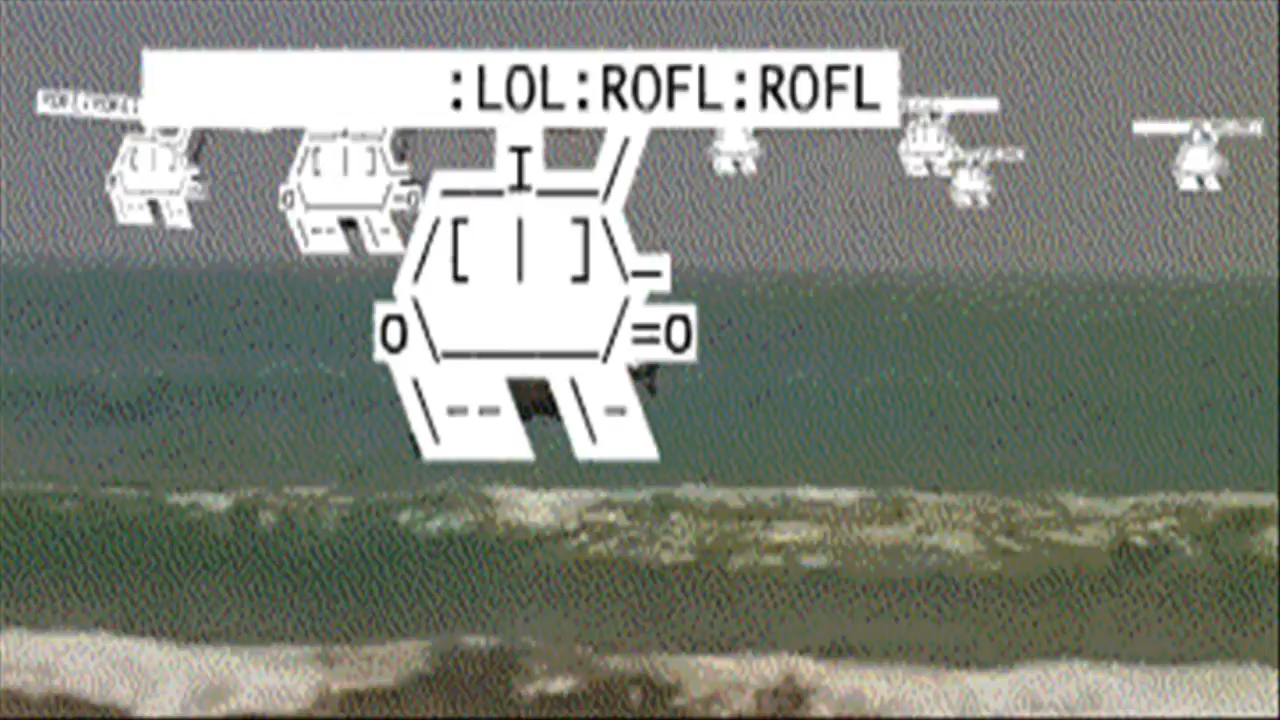 :LOL:ROFL:ROFL
I
[ | ]
O =O
-- -